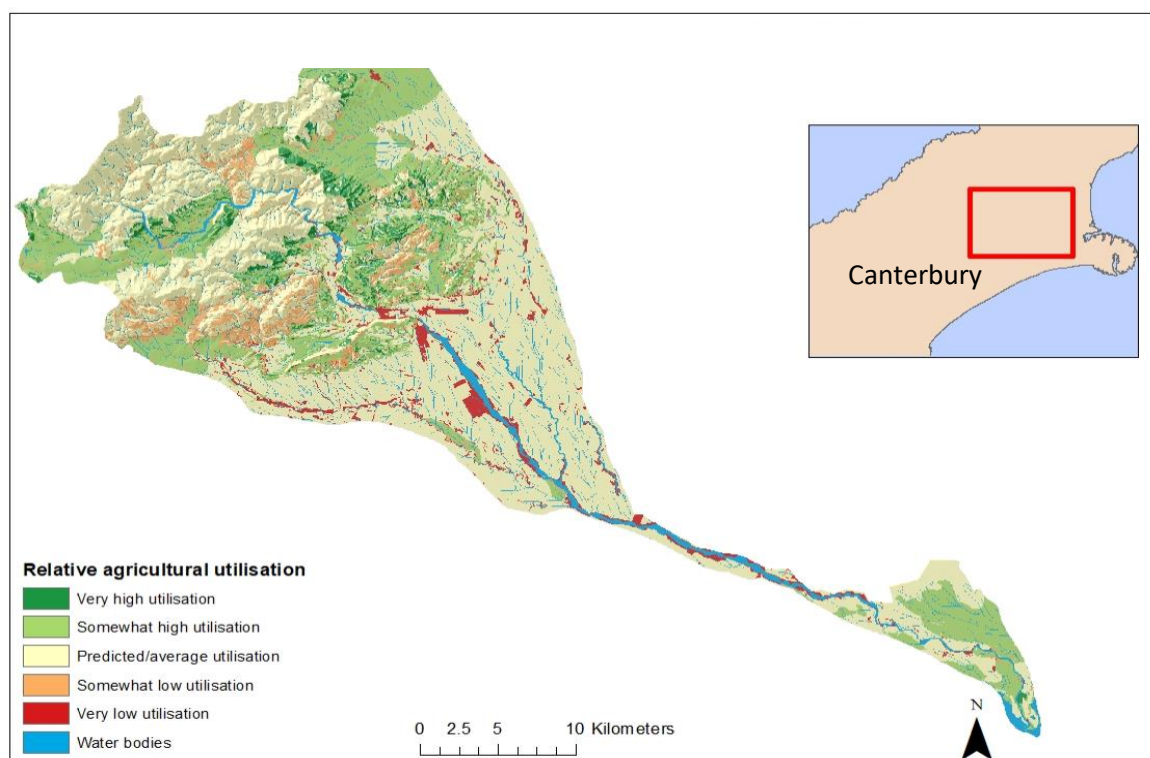 Canterbury
Relative agricultural utilisation
Very high utilisation
Somewhat high utilisation
Predicted/average utilisation
Somewhat low utilisation
Very low utilisation
Water bodies
0 2.5 5 10 Kilometers
N